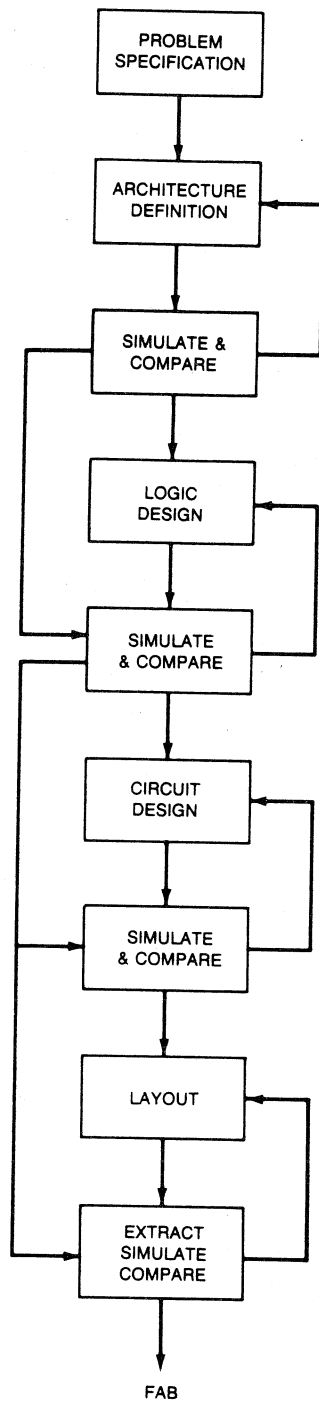 PROBLEM
SPECIFICATION
ARCHITECTURE
DEFINITION
SIMULATE &
COMPARE
LOGIC
DESIGN
SIMULATE
& COMPARE
CIRCUIT
DESIGN
SIMULATE
& COMPARE
LAYOUT
EXTRACT
SIMULATE
COMPARE
FAB